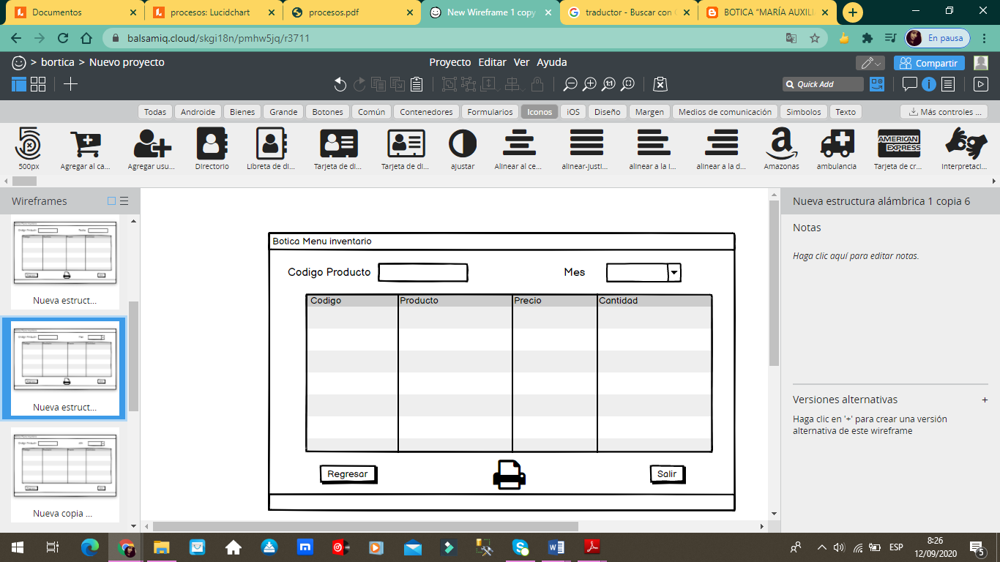 Documentos
procesos: Lucidchart
procesos.pdf
New Wireframe 1 copy
traductor - Buscar con
BOTICA "MARÍA AUXILI
balsamiq.cloud/skgi18n/pmhw5jq/r3711
En pausa
> bortica > Nuevo proyecto
Proyecto Editar Ver Ayuda
Compartir
1:1
Quick Add
Todas Androide Bienes Grande Botones Común Contenedores Formularios Iconos iOS Diseño Margen Medios de comunicación Simbolos Texto Más controles ...
AMERICAN EXPRESS
500px Agregar al ca... Agregar usu... Directorio Libreta de di... Tarjeta de di... Tarjeta de di... ajustar Alinear al ce... alinear-justi... alinear a la i... alinear a la d... Amazonas ambulancia Tarjeta de cr... Interpretaci...
Wireframes
Nueva estruct...
Nueva estruct...
Nueva copia ...
Botica Menu inventario
Codigo Producto Mes
Codigo Producto Precio Cantidad
Regresar Salir
Nueva estructura alámbrica 1 copia 6
Notas
Haga clic aquí para editar notas.
Versiones alternativas +
Haga clic en '+' para crear una versión
alternativa de este wireframe
ESP
8:26
12/09/2020
5